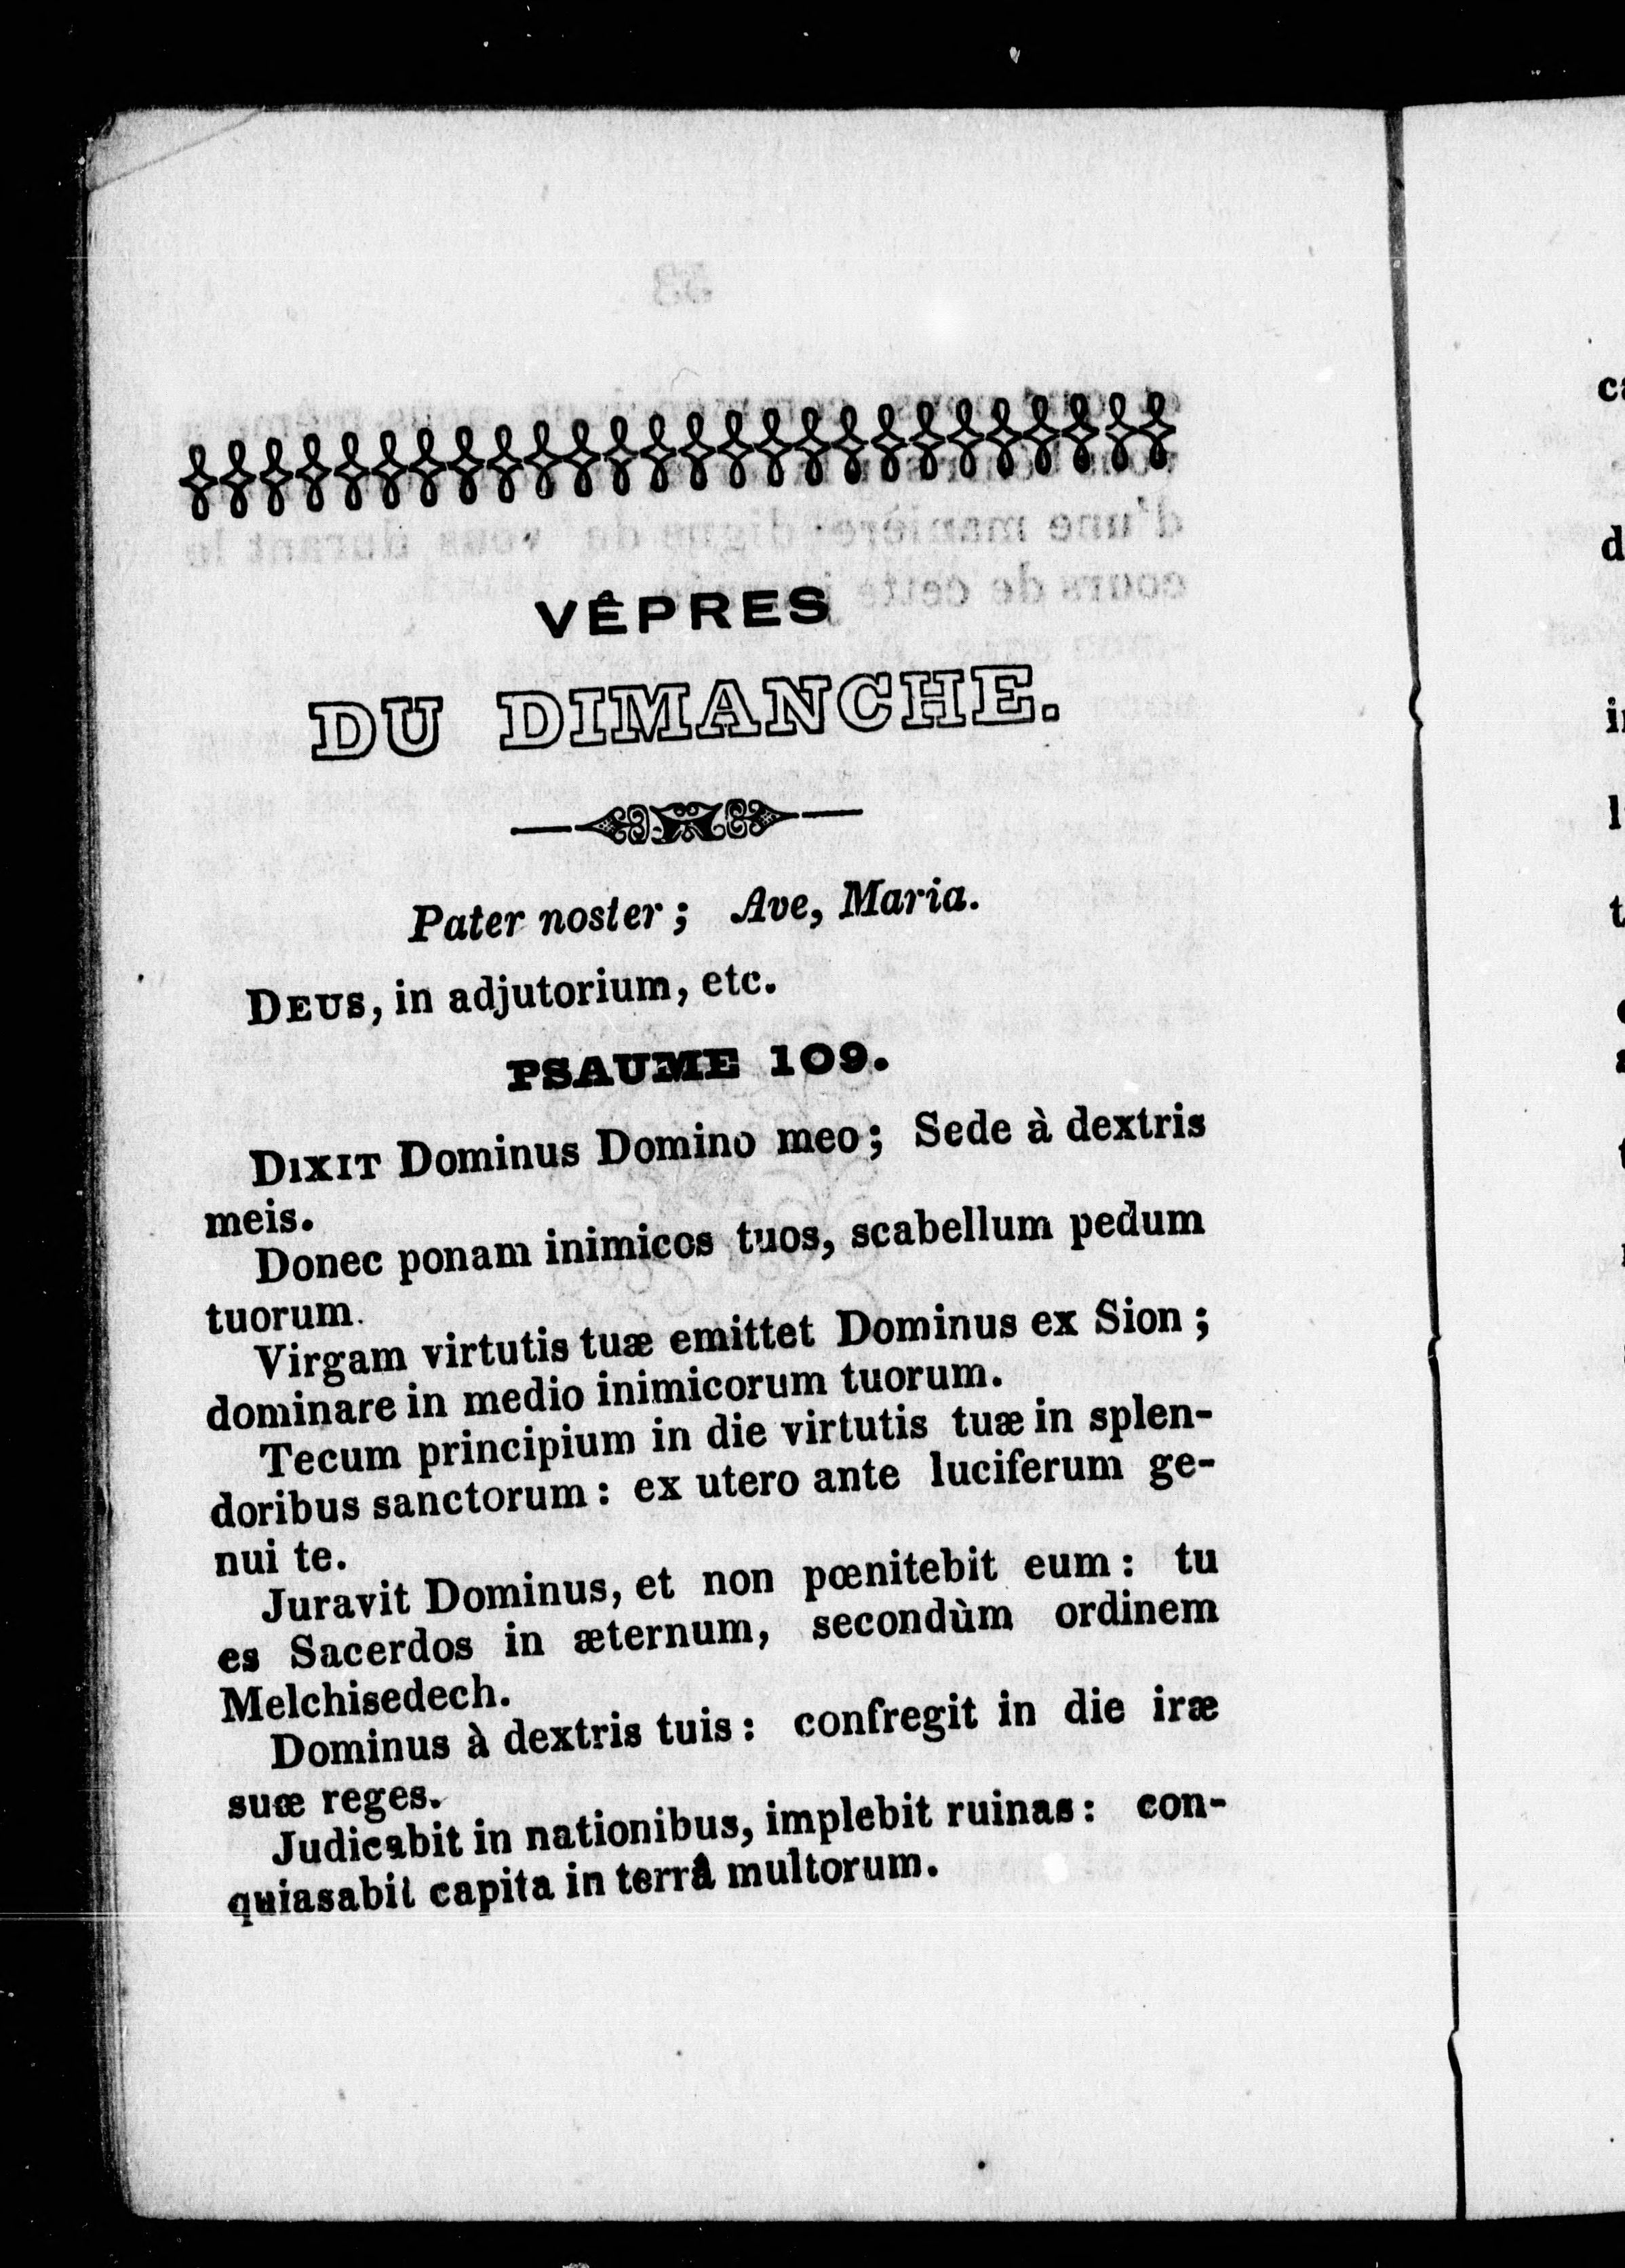 VÊPRES
DU DIMANCHE.
Pater noster; Ave, Maria.
DEUS, in adjutorium, etc.
PSAUME 109.
DIXIT Dominus Domino meo; Sede à dextris
meis.
Donec ponam inimicos tuos, scabellum pedum
tuorum.
Virgam virtutis tuæ emittet Dominus ex Sion;
dominare in medio inimicorum tuorum.
Tecum principium in die virtutis tuæ in splen-
doribus sanctorum: ex utero ante luciferum ge-
nui te.
Juravit Dominus, et non pœnitebit eum: tu
es Sacerdos in æternum, secondùm ordinem
Melchisedech.
Dominus à dextris tuis: confregit in die iræ
suœ reges.
Judicabit in nationibus, implebit ruinas: con-
quiasabit capita in terrâ multorum.